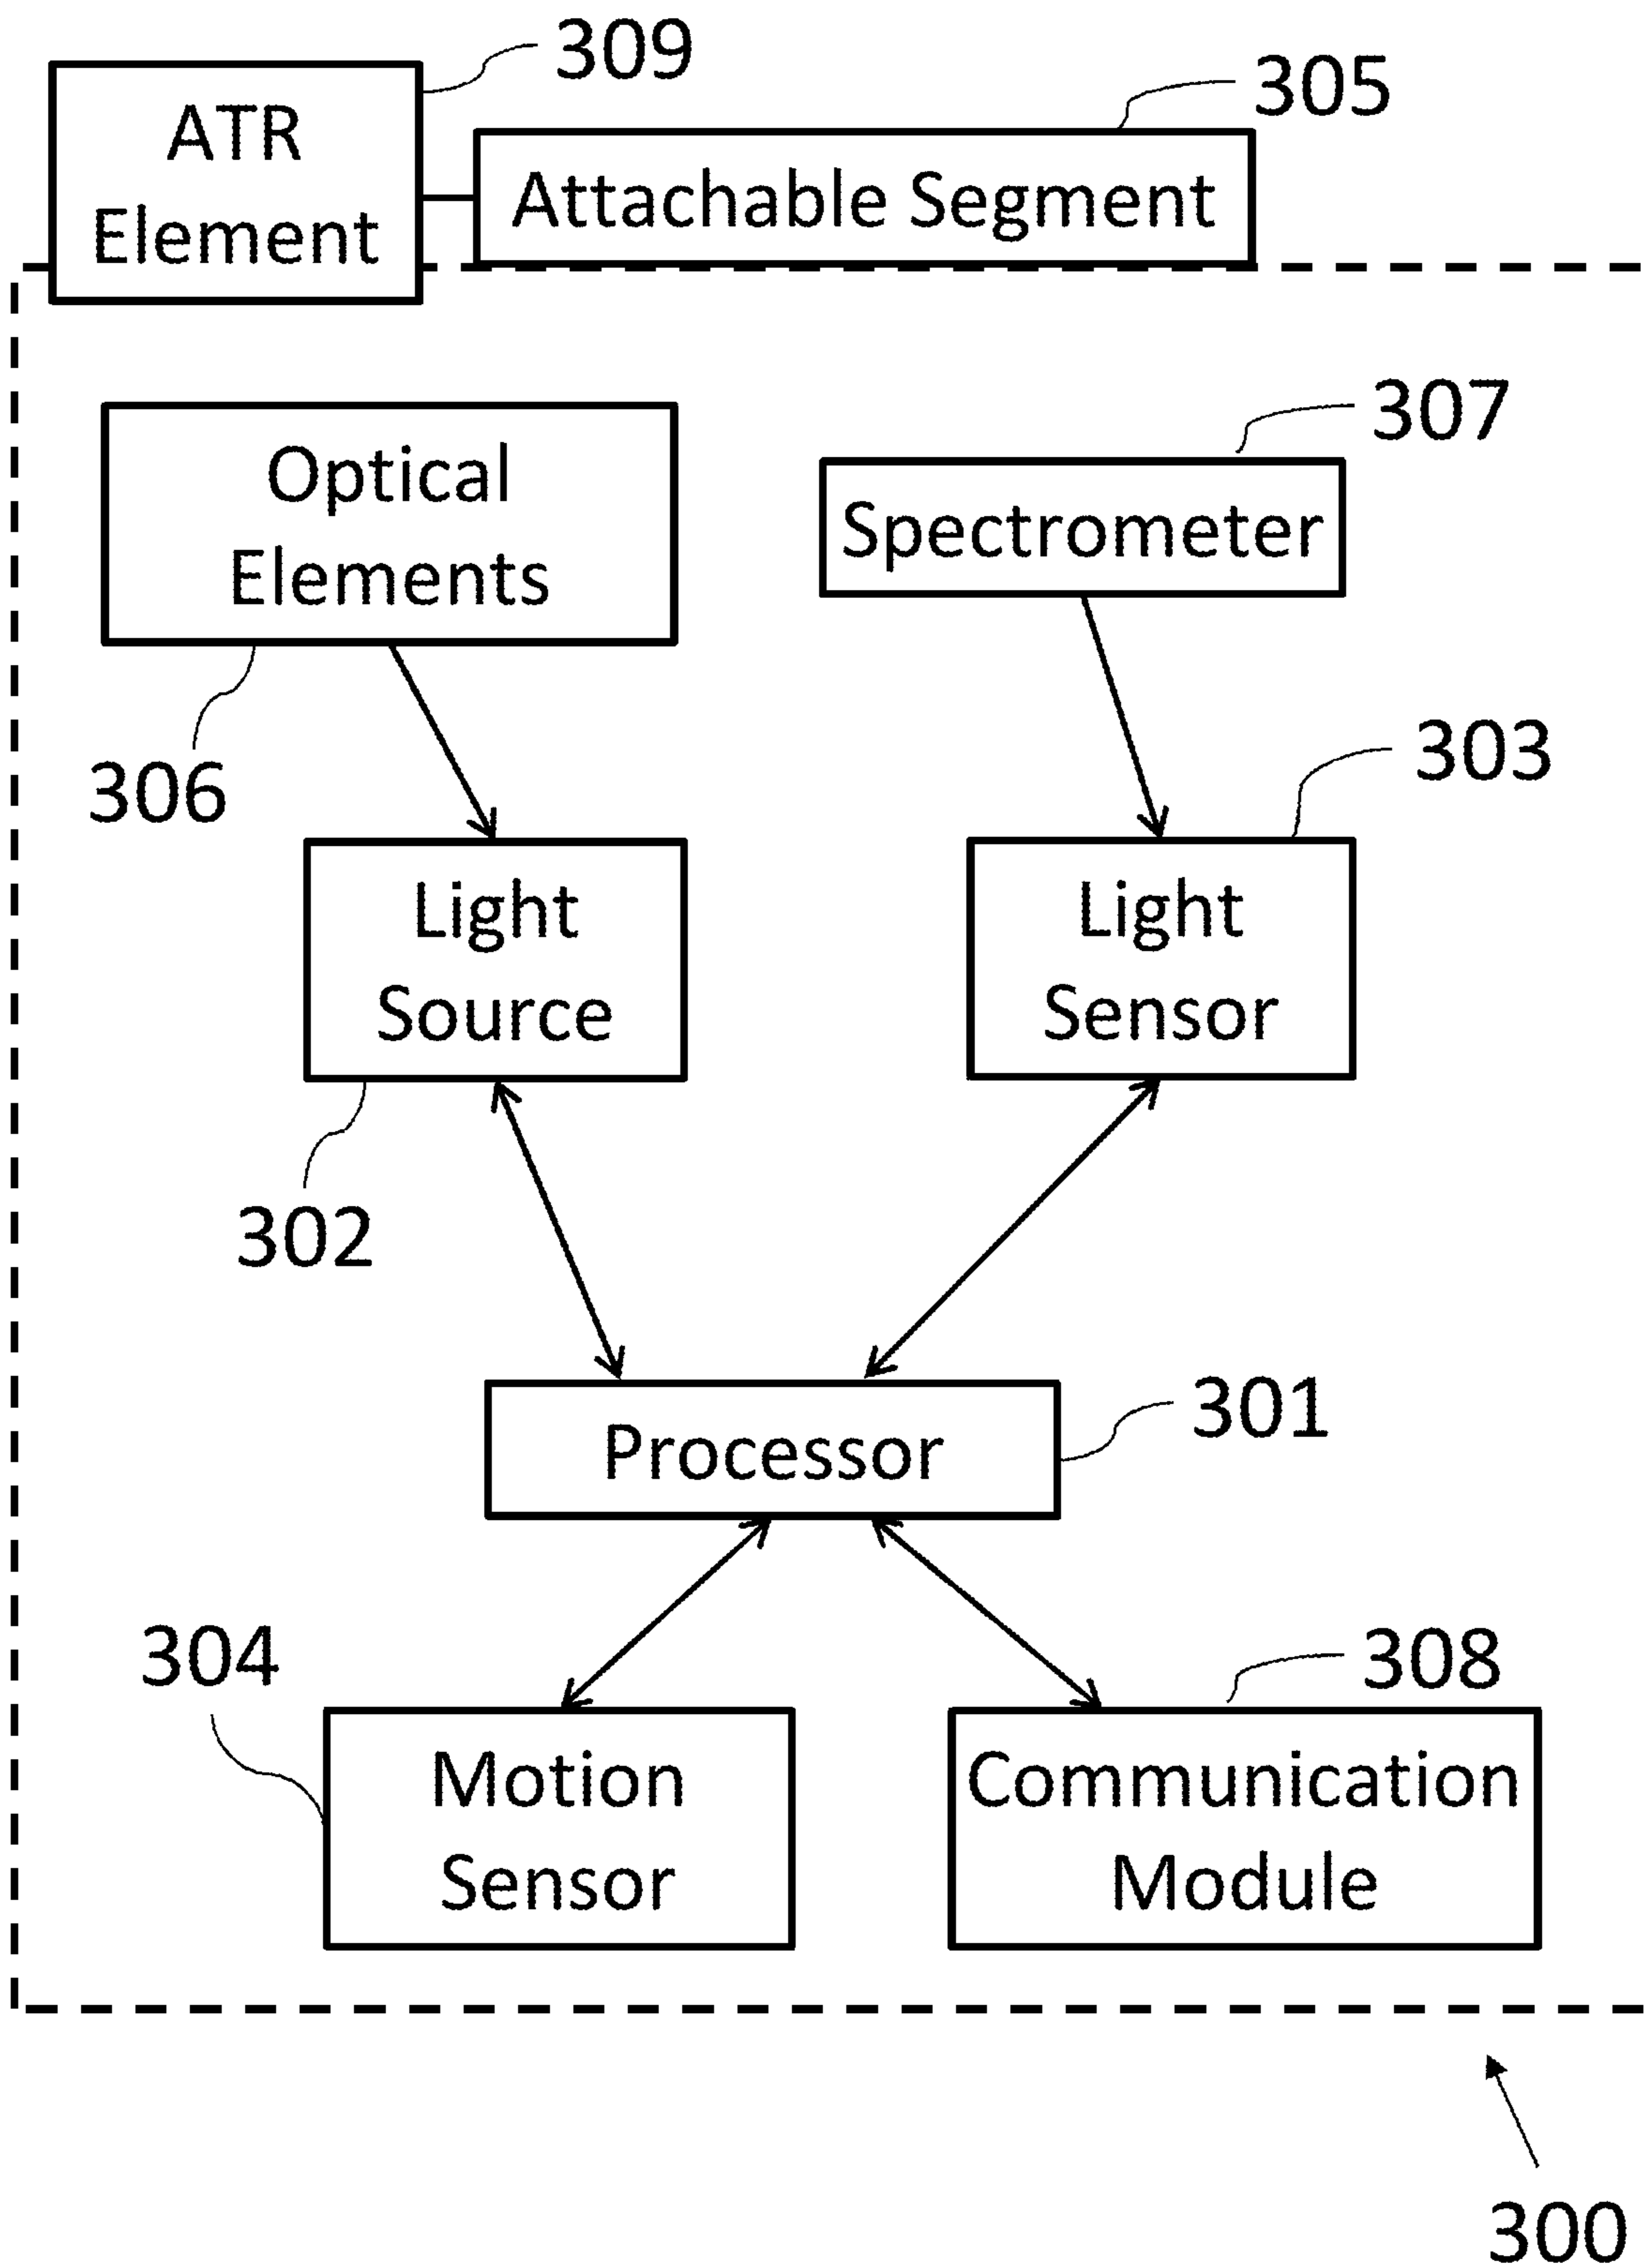 309
ATR
Element
305
Attachable Segment
Optical
Elements
307
Spectrometer
306
303
Light
Source
Light
Sensor
302
301
Processor
304
308
Motion
Sensor
Communication
Module
300